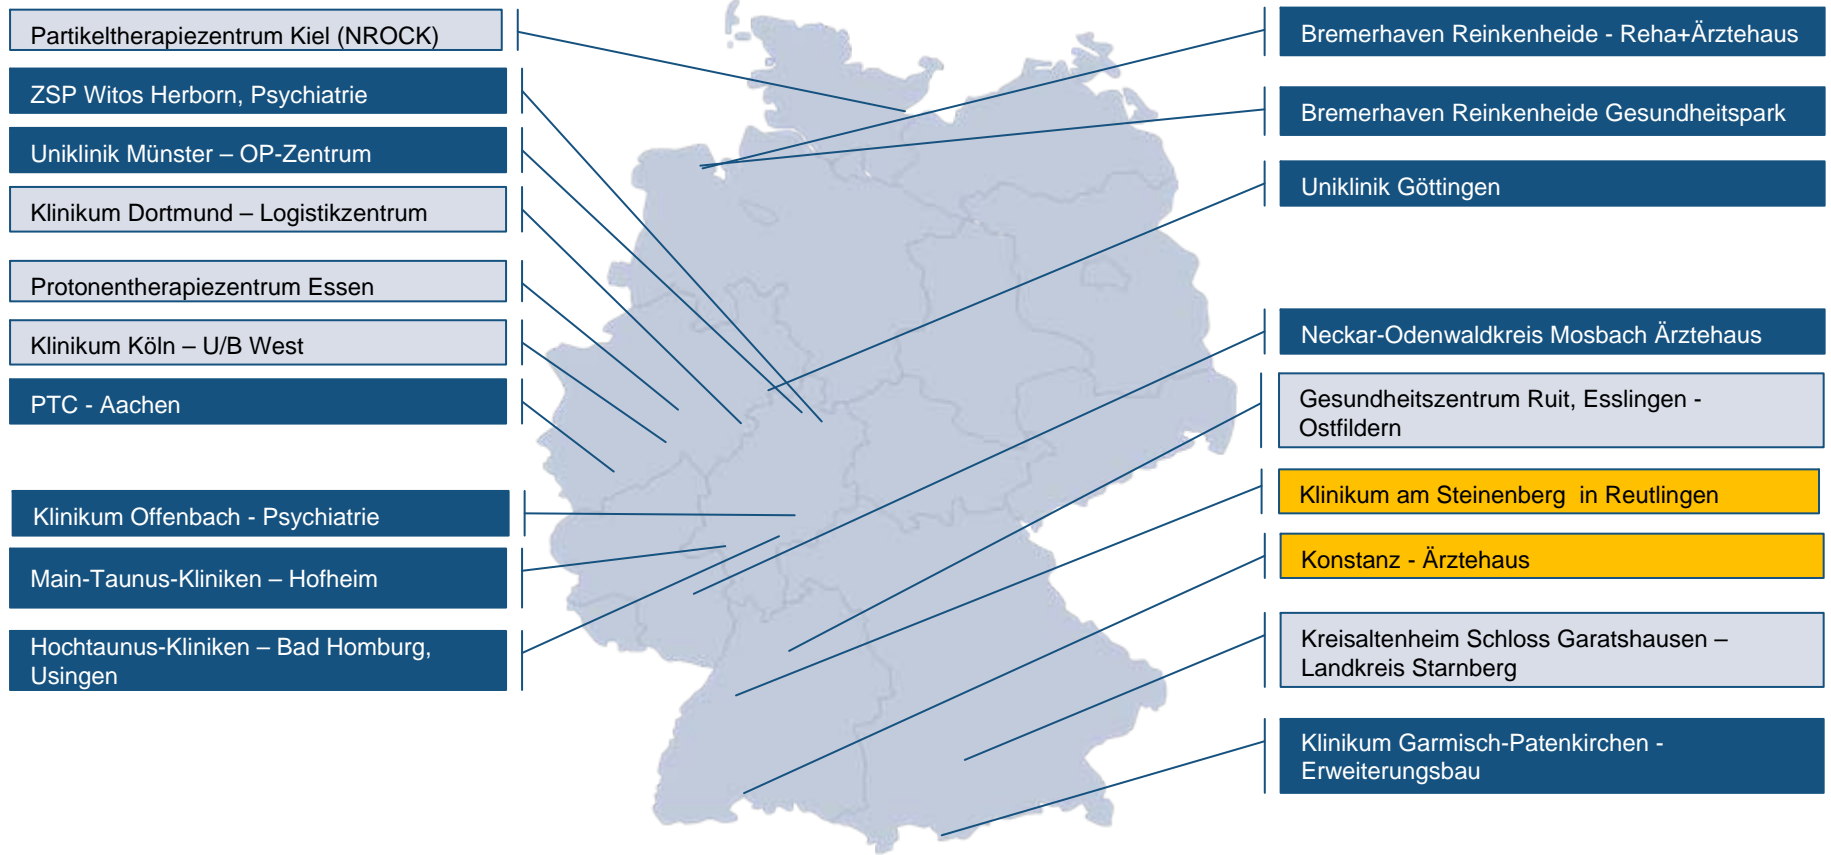 Partikeltherapiezentrum Kiel (NROCK)
ZSP Witos Herborn, Psychiatrie
Uniklinik Münster – OP-Zentrum
Klinikum Dortmund – Logistikzentrum
Protonentherapiezentrum Essen
Klinikum Köln – U/B West
PTC - Aachen
Klinikum Offenbach - Psychiatrie
Main-Taunus-Kliniken – Hofheim
Hochtaunus-Kliniken – Bad Homburg,
Usingen
Bremerhaven Reinkenheide - Reha+Ärztehaus
Bremerhaven Reinkenheide Gesundheitspark
Uniklinik Göttingen
Neckar-Odenwaldkreis Mosbach Ärztehaus
Gesundheitszentrum Ruit, Esslingen -
Ostfildern
Klinikum am Steinenberg in Reutlingen
Konstanz - Ärztehaus
Kreisaltenheim Schloss Garatshausen –
Landkreis Starnberg
Klinikum Garmisch-Patenkirchen -
Erweiterungsbau